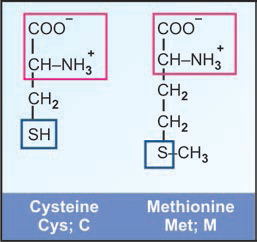 COO⁻
CH–NH₃⁺
CH₂
SH
Cysteine
Cys; C
COO⁻
CH–NH₃⁺
CH₂
CH₂
S–CH₃
Methionine
Met; M